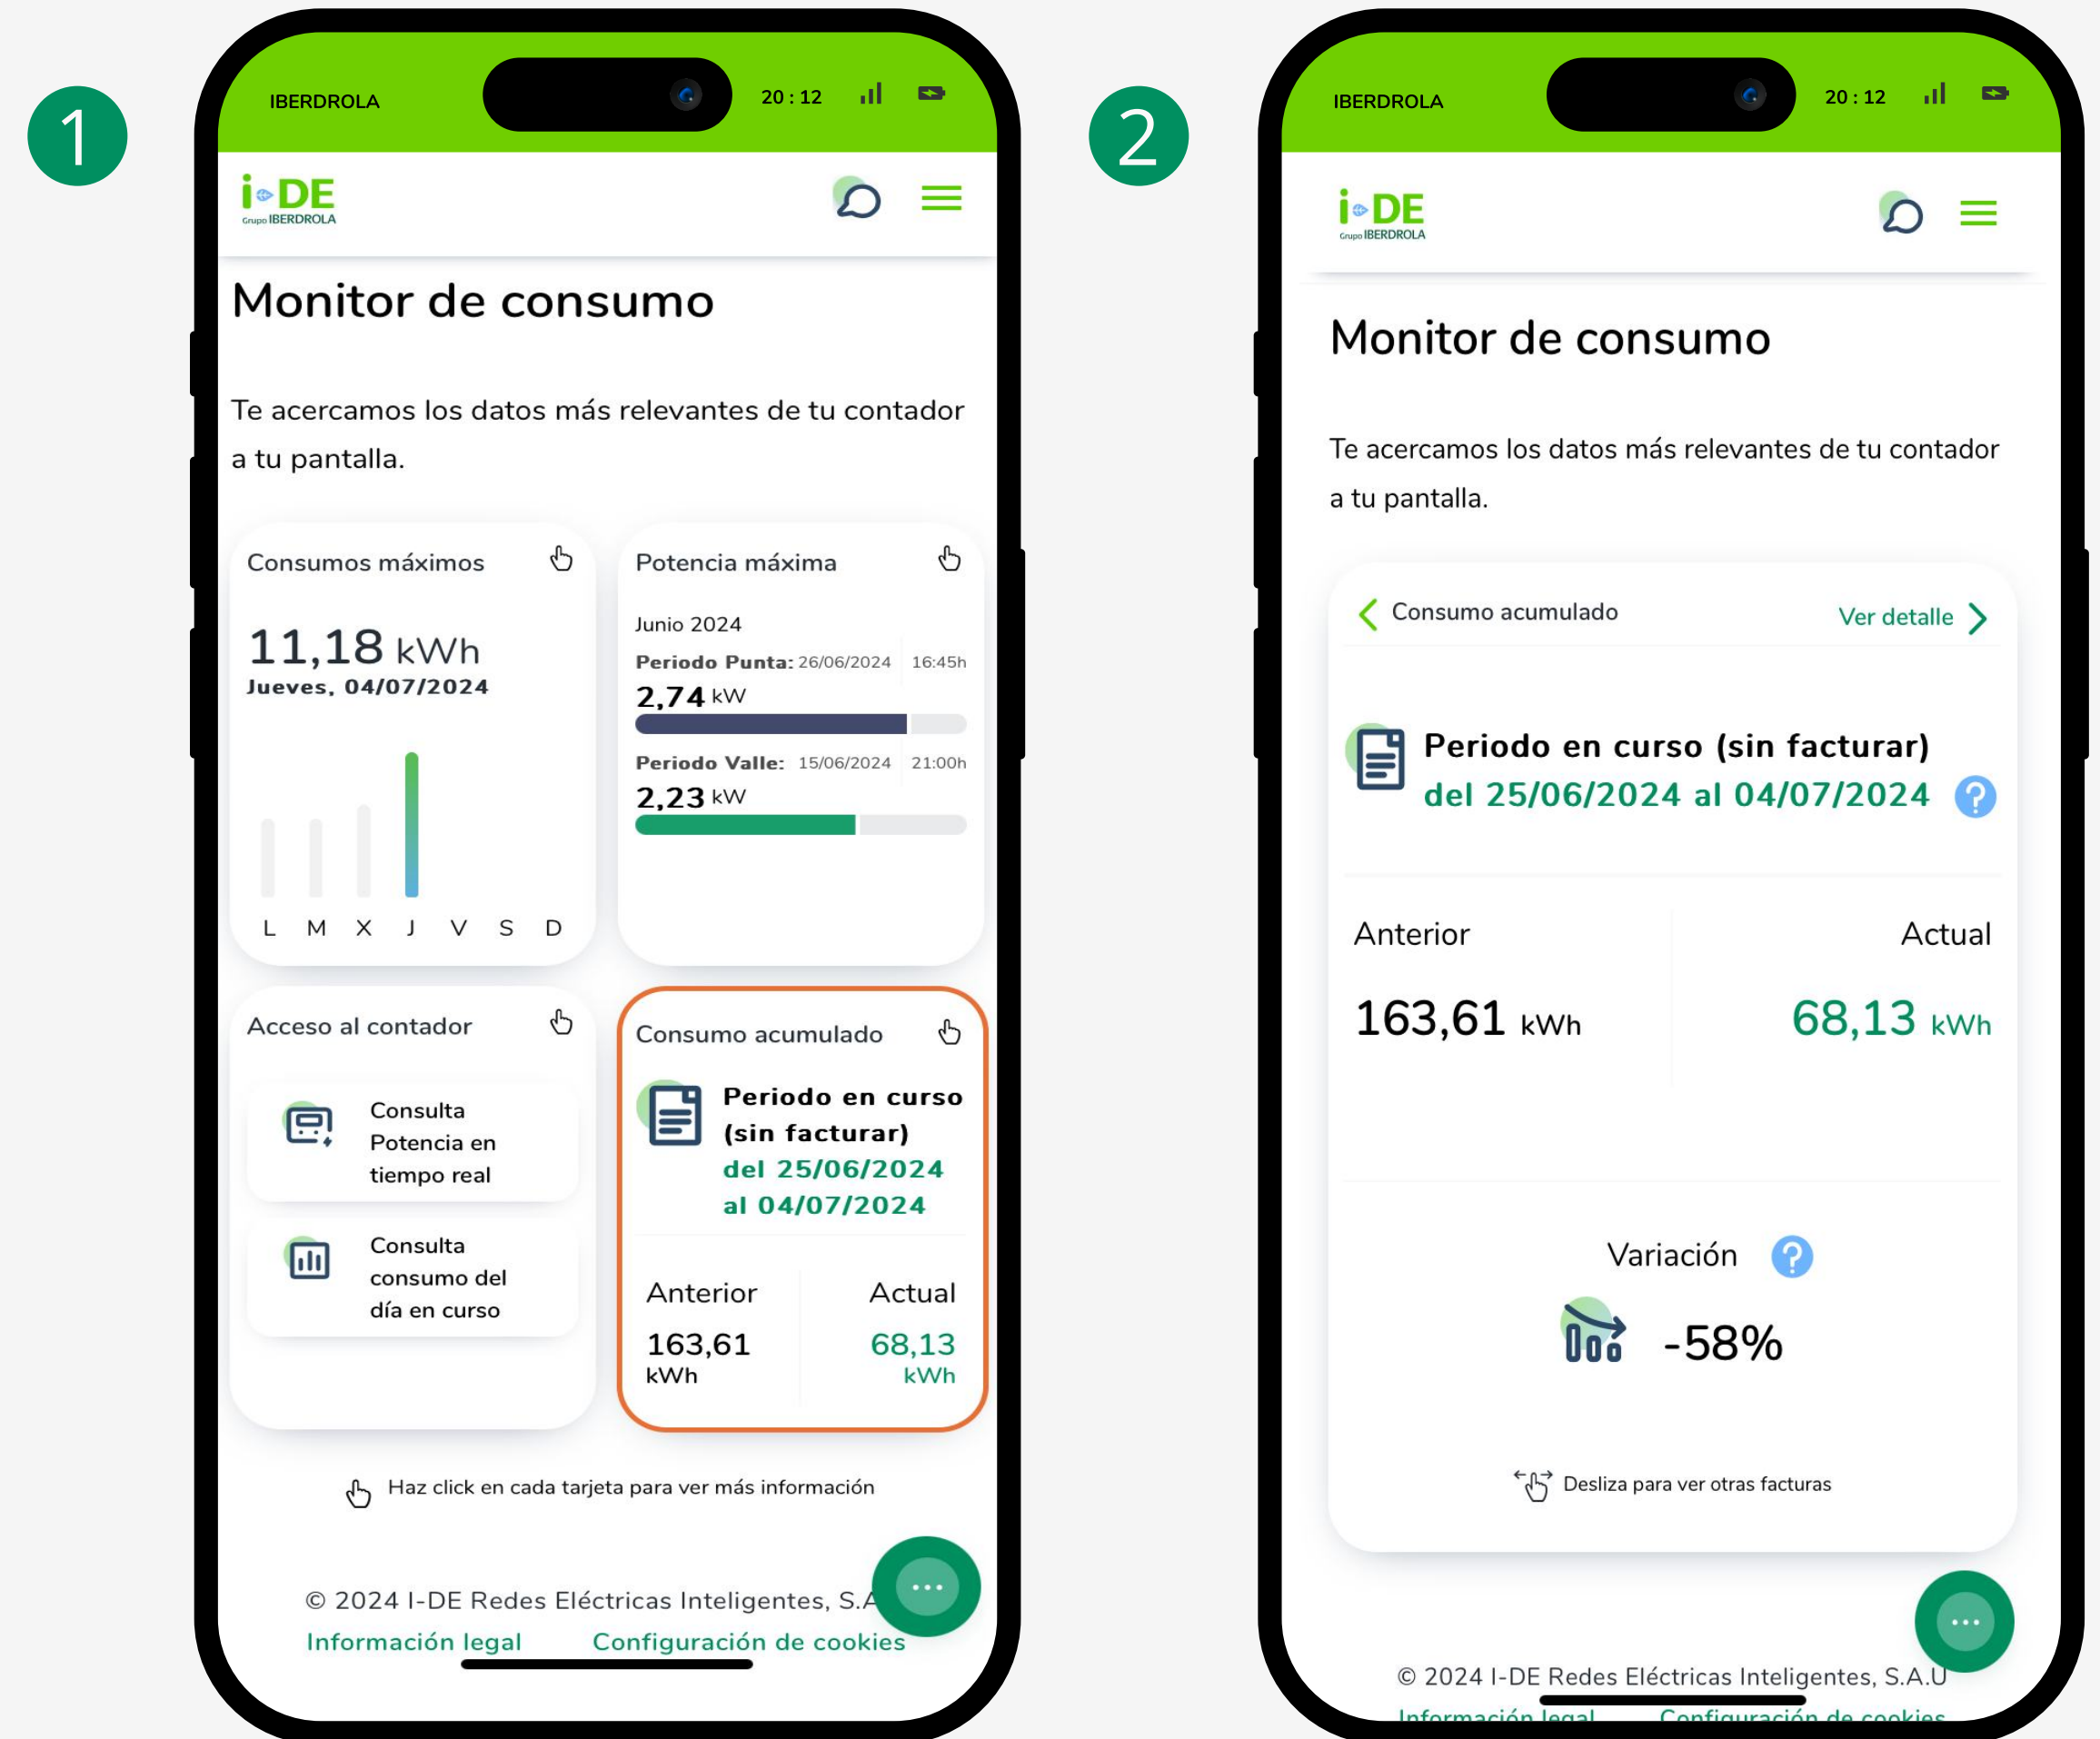 1
IBERDROLA
20 : 12
i DE
Grupo IBERDROLA
Monitor de consumo
Te acercamos los datos más relevantes de tu contador
a tu pantalla.
Consumos máximos
11,18 kWh
Jueves, 04/07/2024
L M X J V S D
Potencia máxima
Junio 2024
Periodo Punta: 26/06/2024 16:45h
2,74 kW
Periodo Valle: 15/06/2024 21:00h
2,23 kW
Acceso al contador
Consulta
Potencia en
tiempo real
Consulta
consumo del
día en curso
Consumo acumulado
Periodo en curso
(sin facturar)
del 25/06/2024
al 04/07/2024
Anterior Actual
163,61 68,13
kWh kWh
Haz click en cada tarjeta para ver más información
© 2024 I-DE Redes Eléctricas Inteligentes, S.A
Información legal Configuración de cookies
2
IBERDROLA
20 : 12
i DE
Grupo IBERDROLA
Monitor de consumo
Te acercamos los datos más relevantes de tu contador
a tu pantalla.
Consumo acumulado Ver detalle
Periodo en curso (sin facturar)
del 25/06/2024 al 04/07/2024 ?
Anterior Actual
163,61 kWh 68,13 kWh
Variación ?
-58%
Desliza para ver otras facturas
© 2024 I-DE Redes Eléctricas Inteligentes, S.A.U
Información legal Configuración de cookies